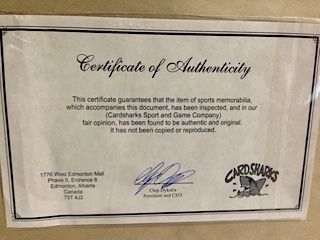 Certificate of Authenticity
This certificate guarantees that the item of sports memorabilia,
which accompanies this document, has been inspected, and in our
(Cardsharks Sport and Game Company)
fair opinion, has been found to be authentic and original.
It has not been copied or reproduced.
1776 West Edmonton Mall
Phase II, Entrance 8
Edmonton, Alberta
Canada
T5T 4J2
Chip Dykstra
President and CEO
CARDSHARKS